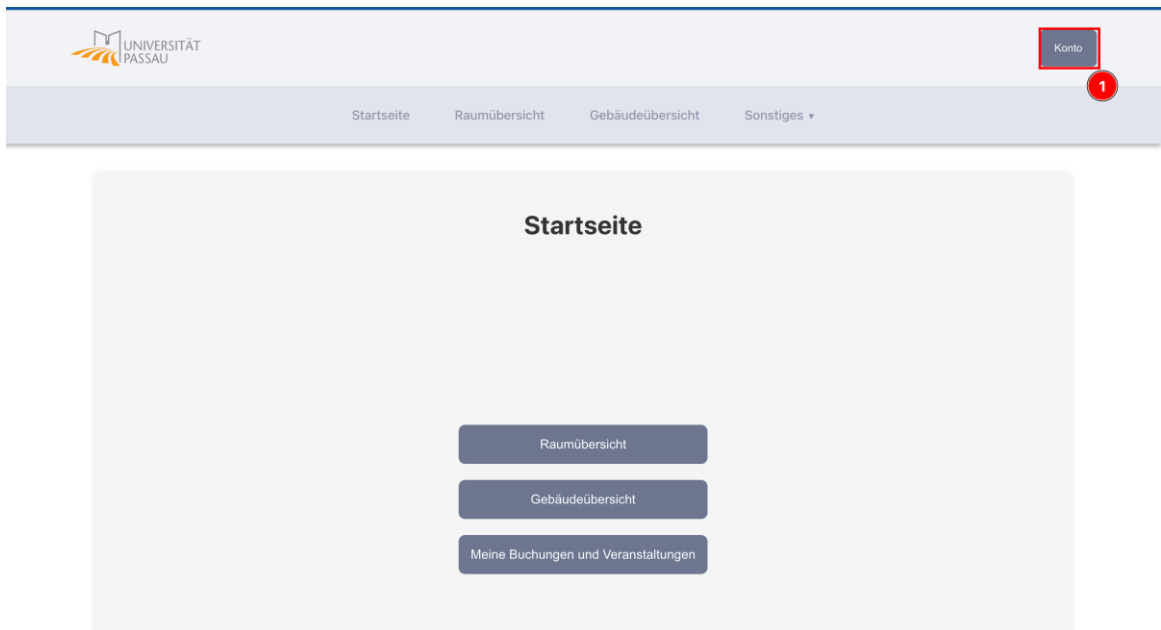 UNIVERSITÄT
PASSAU
Konto
1
Startseite Raumübersicht Gebäudeübersicht Sonstiges ▾
Startseite
Raumübersicht
Gebäudeübersicht
Meine Buchungen und Veranstaltungen